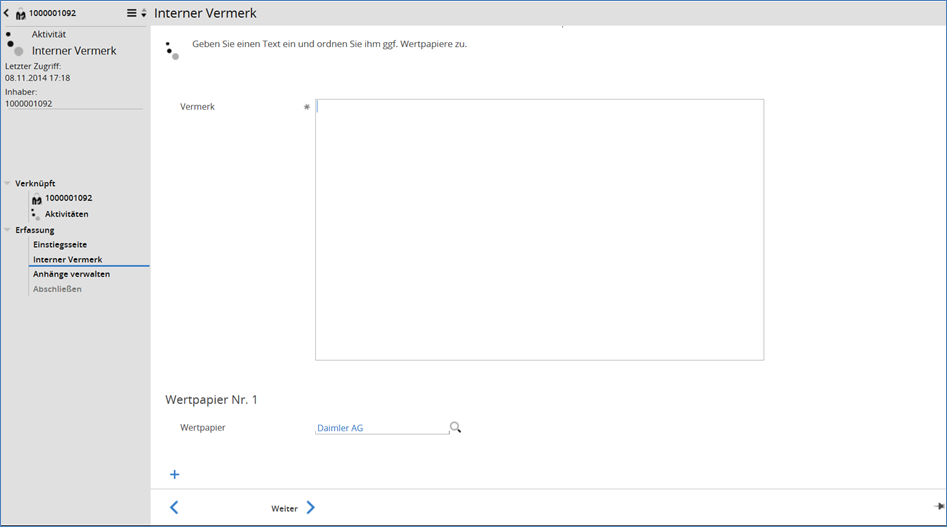 1000001092
Interner Vermerk
Aktivität
Interner Vermerk
Letzter Zugriff:
08.11.2014 17:18
Inhaber:
1000001092
Verknüpft
1000001092
Aktivitäten
Erfassung
Einstiegsseite
Interner Vermerk
Anhänge verwalten
Abschließen
Geben Sie einen Text ein und ordnen Sie ihm ggf. Wertpapiere zu.
Vermerk *
Wertpapier Nr. 1
Wertpapier Daimler AG
+
Weiter